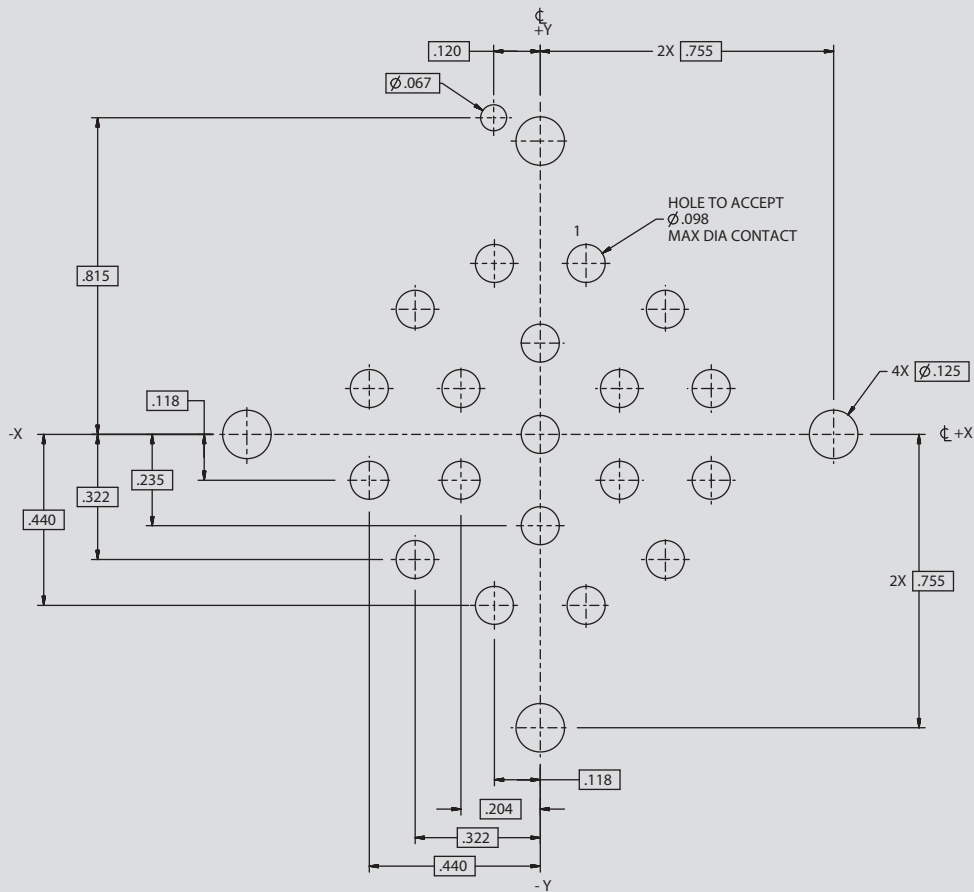 ℄
+Y
.120
2X .755
Ø.067
HOLE TO ACCEPT
Ø.098
MAX DIA CONTACT
1
.815
4X Ø.125
.118
-X
℄ +X
.235
.322
.440
2X .755
.118
.204
.322
.440
- Y